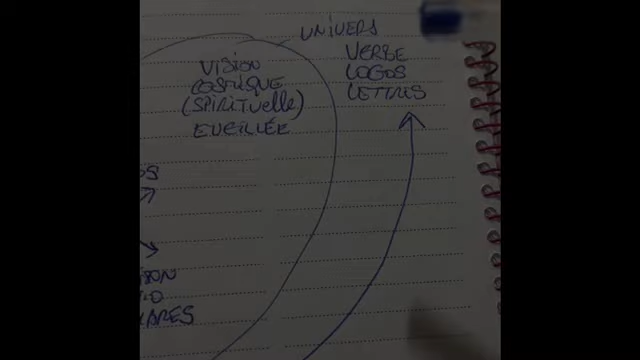 UNIVERS
VERBE
LOGOS
LETTRES
VISION
COSMIQUE
(SPIRITUELLE)
EVEILLÉE